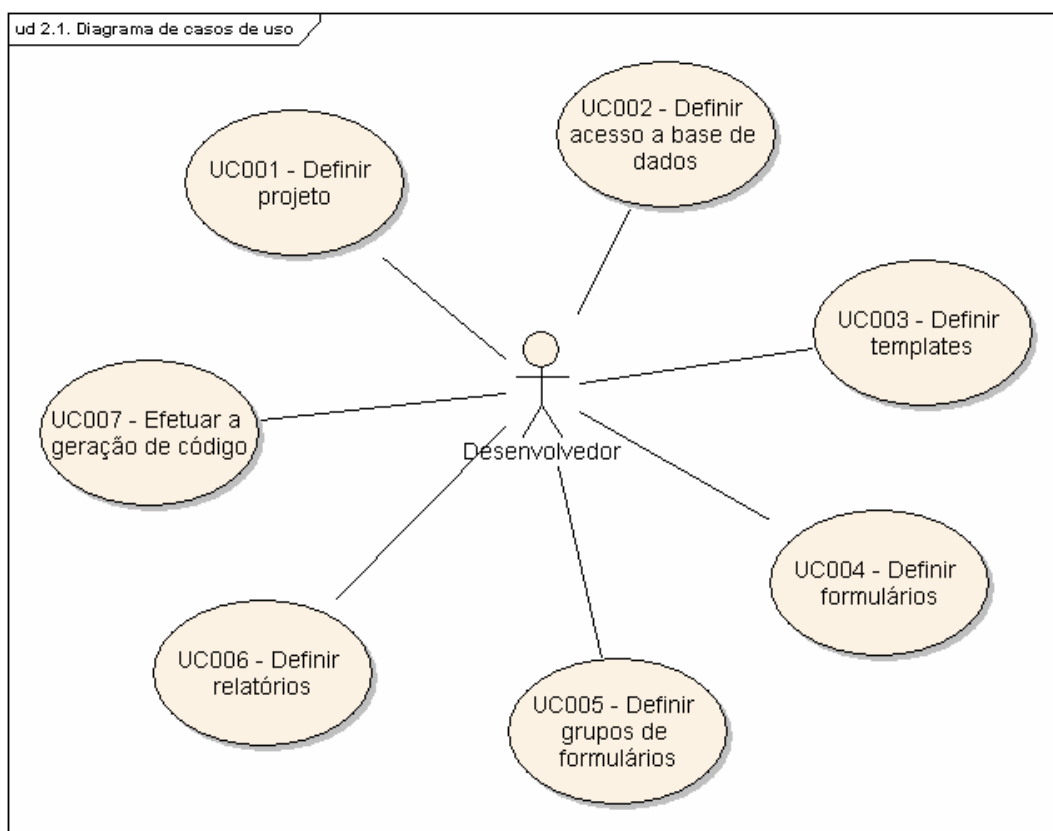 ud 2.1. Diagrama de casos de uso
UC001 - Definir
projeto
UC002 - Definir
acesso a base de
dados
UC003 - Definir
templates
UC007 - Efetuar a
geração de código
Desenvolvedor
UC004 - Definir
formulários
UC006 - Definir
relatórios
UC005 - Definir
grupos de
formulários